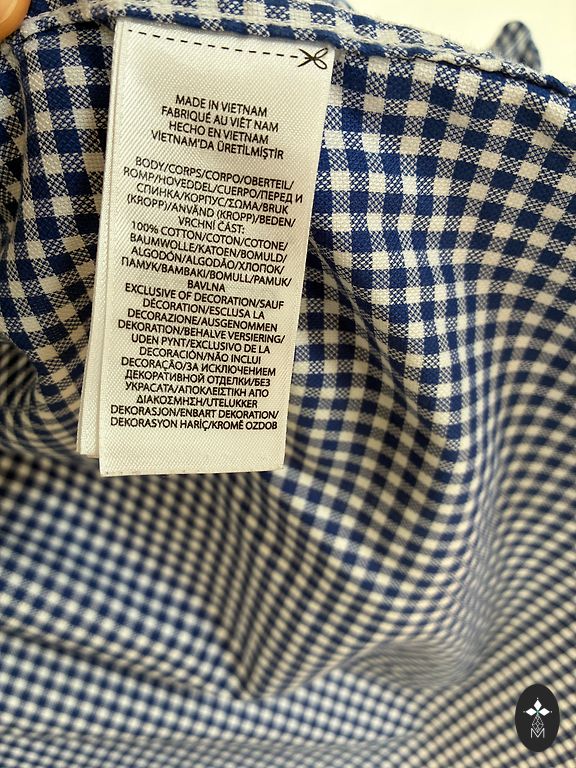 MADE IN VIETNAM
FABRIQUÉ AU VIÊT NAM
HECHO EN VIETNAM
VIETNAM'DA ÜRETİLMİŞTİR
BODY/CORPS/CORPO/OBERTEIL/
ROMP/HOVEDDEL/CUERPO/ПЕРЕД И
СПИНКА/КОРПУС/ΣΩΜΑ/BRUK
(KROPP)/ANVÄND (KROPP)/BEDEN/
VRCHNÍ ČÁST:
100% COTTON/COTON/COTONE/
BAUMWOLLE/KATOEN/BOMULD/
ALGODÓN/ALGODÃO/ХЛОПОК/
ПАМУК/ΒΑΜΒΑΚΙ/BOMULL/PAMUK/
BAVLNA
EXCLUSIVE OF DECORATION/SAUF
DÉCORATION/ESCLUSA LA
DECORAZIONE/AUSGENOMMEN
DEKORATION/BEHALVE VERSIERING/
UDEN PYNT/EXCLUSIVO DE LA
DECORACIÓN/NÃO INCLUI
DECORAÇÃO/ЗА ИСКЛЮЧЕНИЕМ
ДЕКОРАТИВНОЙ ОТДЕЛКИ/БЕЗ
УКРАСАТА/ΑΠΟΚΛΕΙΣΤΙΚΗ ΑΠΟ
ΔΙΑΚΟΣΜΗΣΗ/UTELUKKER
DEKORASJON/ENBART DEKORATION/
DEKORASYON HARİÇ/KROMĚ OZDOB
M